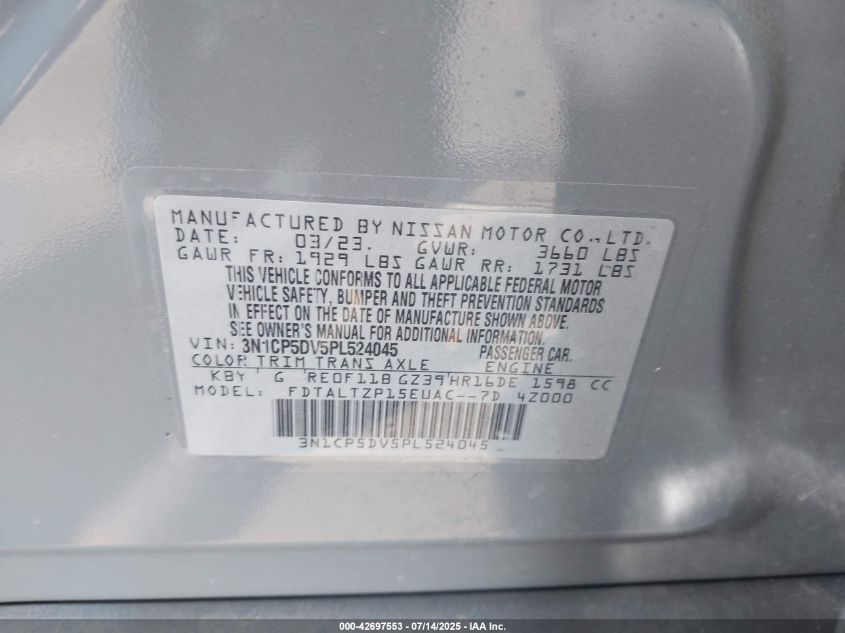 MANUFACTURED BY NISSAN MOTOR CO.,LTD.
DATE: 03/23. GVWR: 3660 LBS
GAWR FR: 1929 LBS GAWR RR: 1731 LBS
THIS VEHICLE CONFORMS TO ALL APPLICABLE FEDERAL MOTOR
VEHICLE SAFETY, BUMPER AND THEFT PREVENTION STANDARDS
IN EFFECT ON THE DATE OF MANUFACTURE SHOWN ABOVE.
SEE OWNER'S MANUAL FOR ADDITIONAL INFORMATION.
VIN: 3N1CP5DV5PL524045 PASSENGER CAR.
COLOR TRIM TRANS AXLE ENGINE
KBY G RE0F11B GZ39 HR16DE 1598 CC
MODEL: FDTALTZP15EUAC--7D 4Z000
3N1CP5DV5PL524045
000-42697553 - 07/14/2025 - IAA Inc.